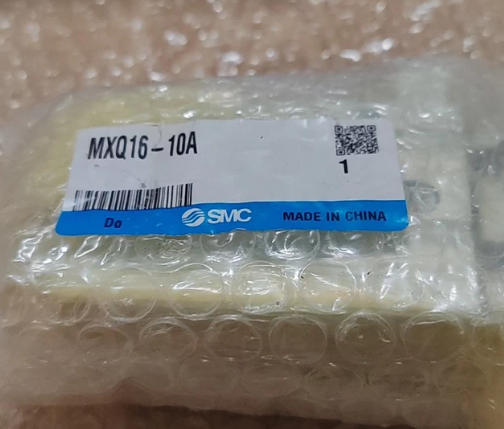 MXQ16-10A
1
Do SMC MADE IN CHINA